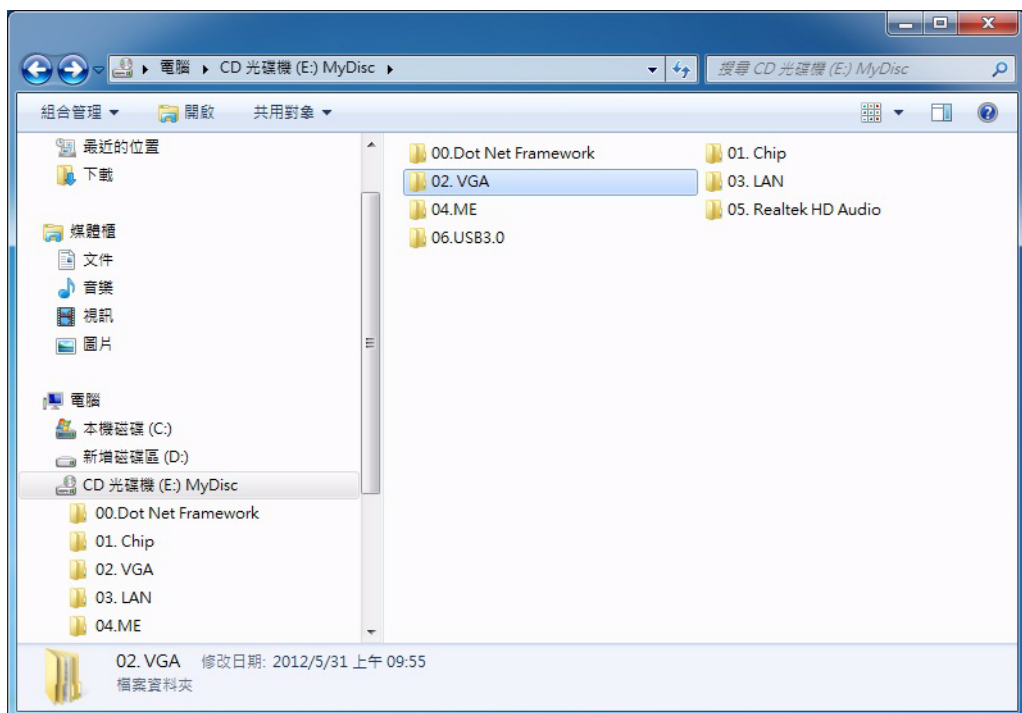 電腦 CD 光碟機 (E:) MyDisc
搜尋 CD 光碟機 (E:) MyDisc
組合管理 開啟 共用對象
最近的位置
下載
媒體櫃
文件
音樂
視訊
圖片
電腦
本機磁碟 (C:)
新增磁碟區 (D:)
CD 光碟機 (E:) MyDisc
00.Dot Net Framework
01. Chip
02. VGA
03. LAN
04.ME
00.Dot Net Framework 01. Chip
02. VGA 03. LAN
04.ME 05. Realtek HD Audio
06.USB3.0
02. VGA 修改日期: 2012/5/31 上午 09:55
檔案資料夾